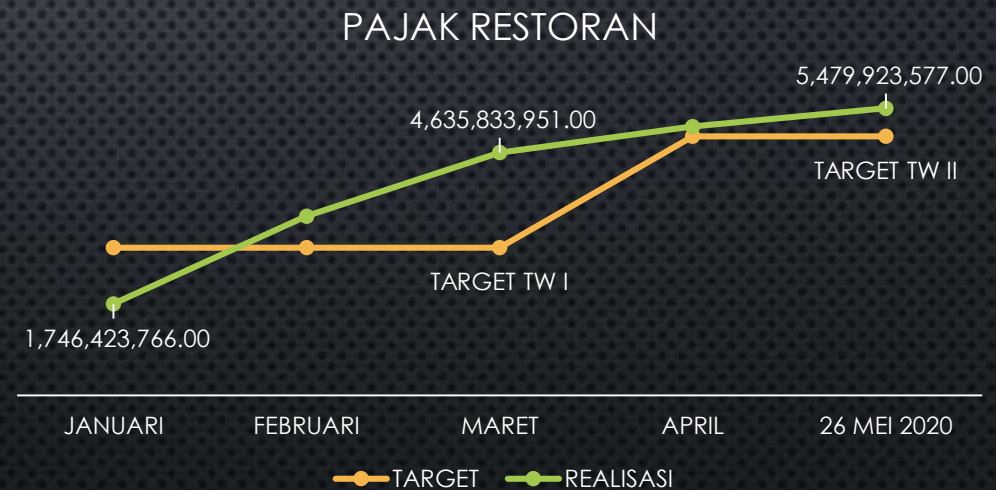 PAJAK RESTORAN
5,479,923,577.00
4,635,833,951.00
TARGET TW II
TARGET TW I
1,746,423,766.00
JANUARI
FEBRUARI
MARET
APRIL
26 MEI 2020
TARGET
REALISASI